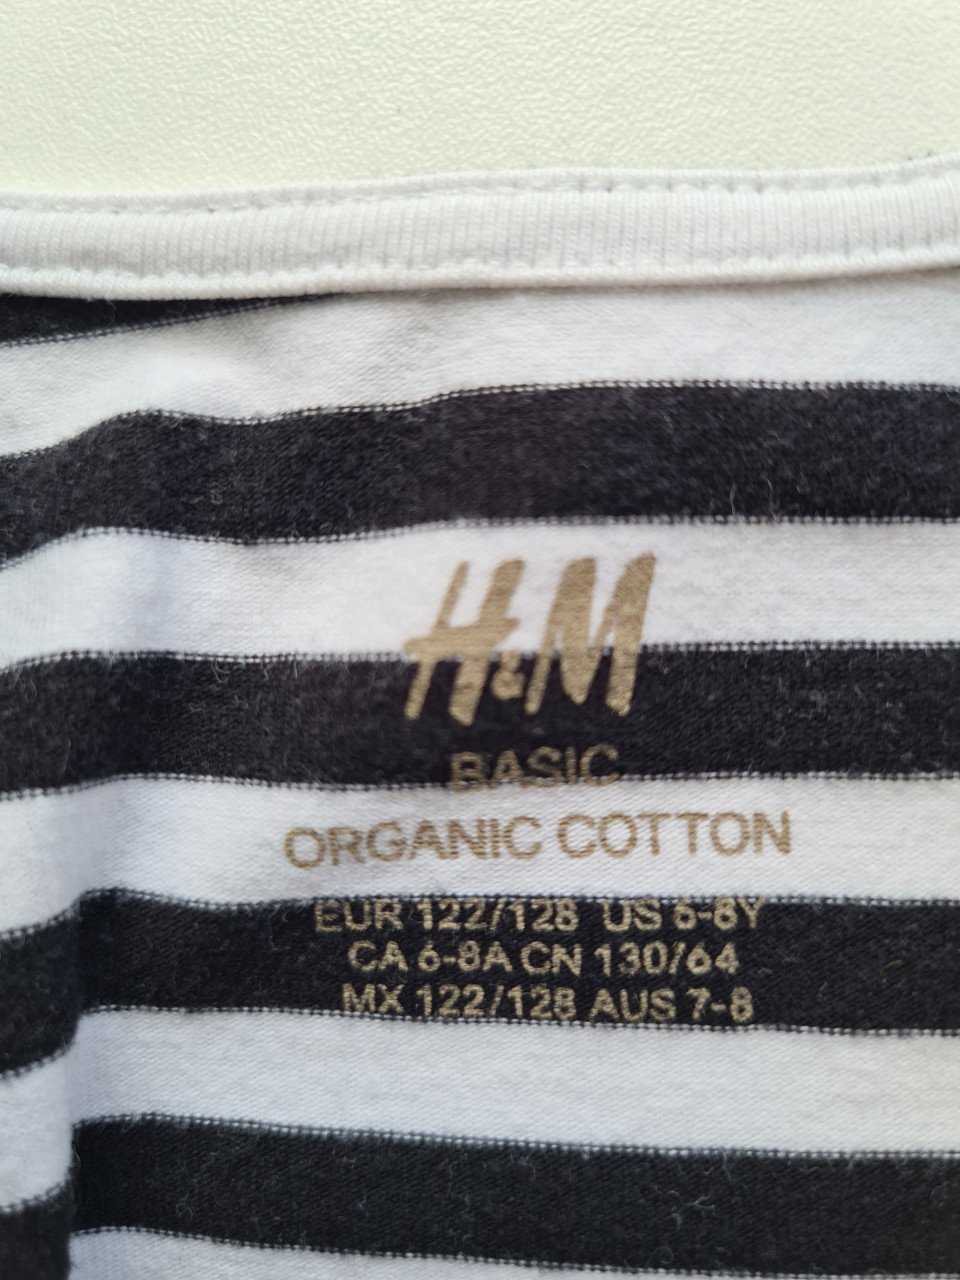 H&M
BASIC
ORGANIC COTTON
EUR 122/128 US 6-8Y
CA 6-8A CN 130/64
MX 122/128 AUS 7-8